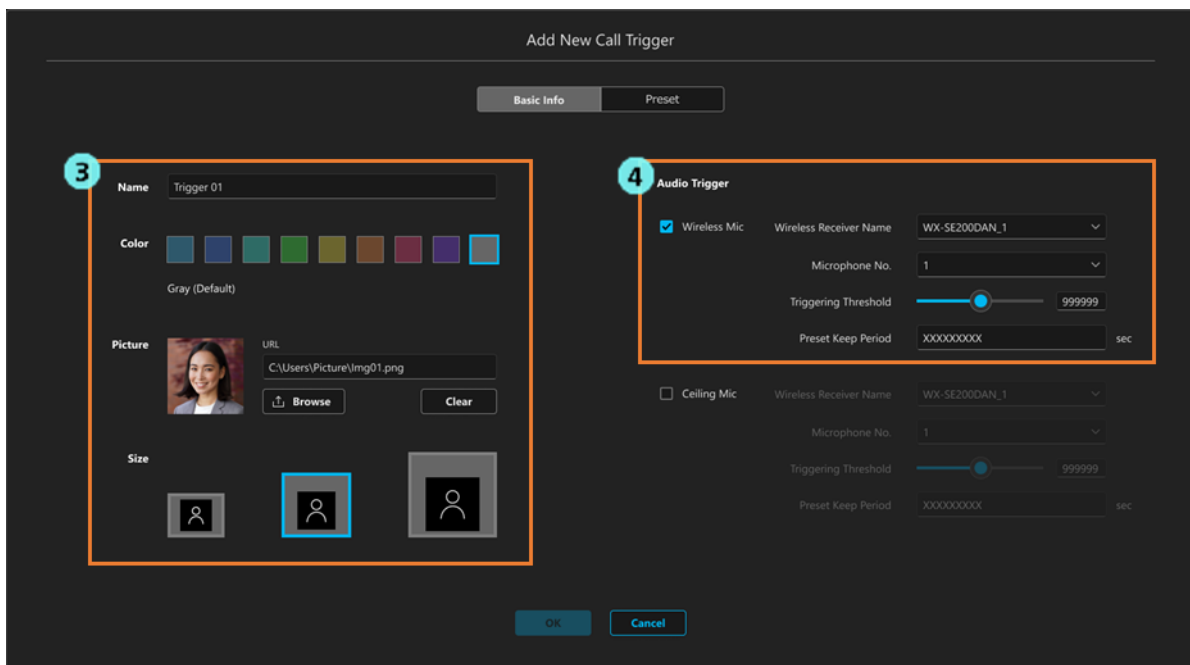 Add New Call Trigger
Basic Info Preset
3
Name Trigger 01
Color
Gray (Default)
Picture
URL
C:\Users\Picture\Img01.png
Browse Clear
Size
4
Audio Trigger
Wireless Mic Wireless Receiver Name WX-SE200DAN_1
Microphone No. 1
Triggering Threshold 999999
Preset Keep Period XXXXXXXXX sec
Ceiling Mic Wireless Receiver Name WX-SE200DAN_1
Microphone No. 1
Triggering Threshold 999999
Preset Keep Period XXXXXXXXX sec
OK Cancel